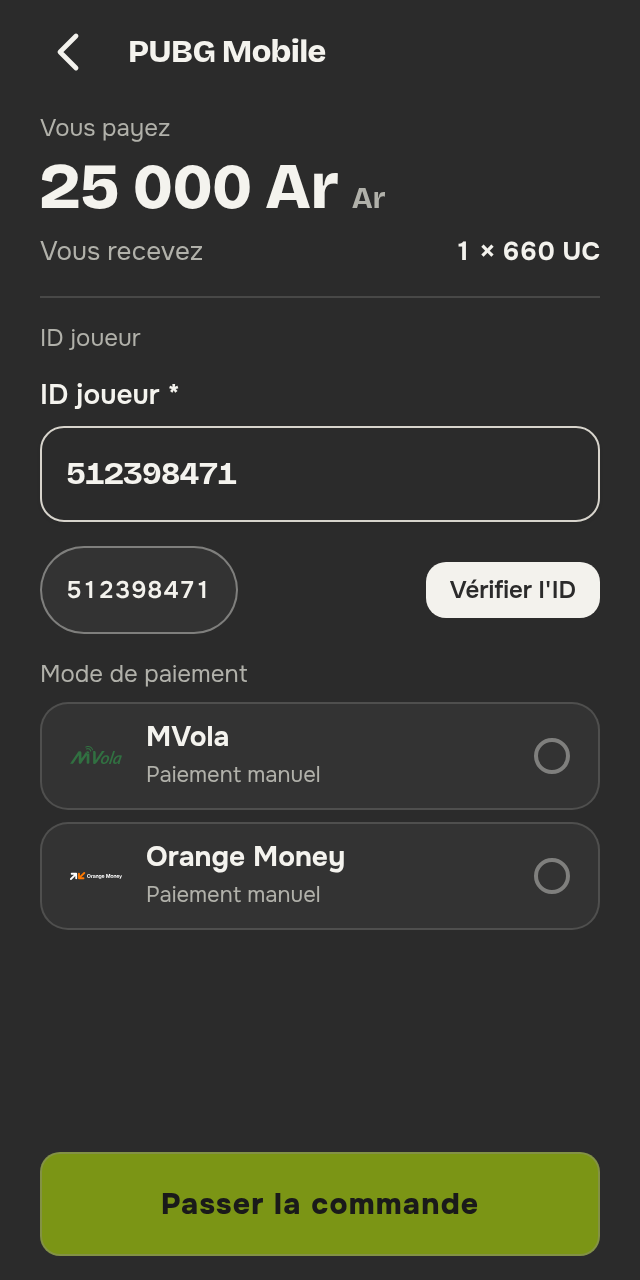 PUBG Mobile
Vous payez
25 000 Ar Ar
Vous recevez 1 × 660 UC
ID joueur
ID joueur *
512398471
512398471 Vérifier l'ID
Mode de paiement
MVola
MVola
Paiement manuel
Orange Money
Orange Money
Paiement manuel
Passer la commande